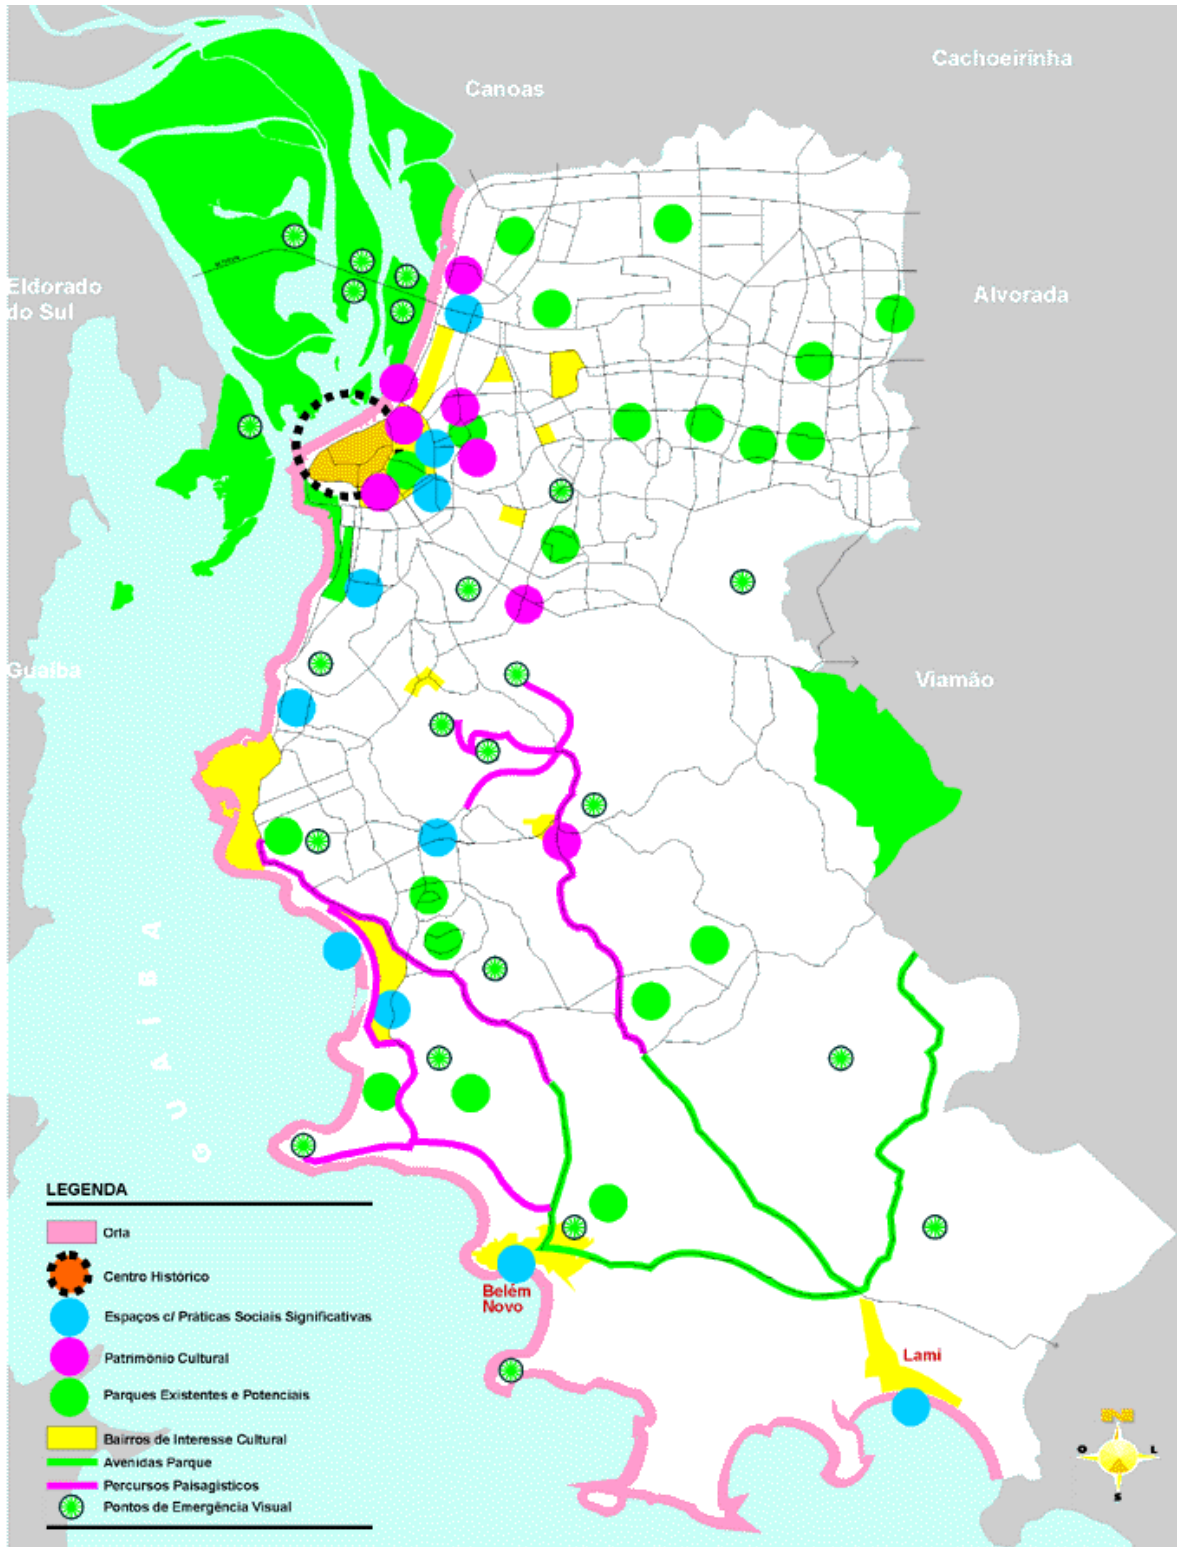 Cachoeirinha
Canoas
Eldorado
do Sul
Alvorada
Guaíba
Viamão
GUAÍBA
LEGENDA
Orla
Centro Histórico
Espaços c/ Práticas Sociais Significativas
Patrimônio Cultural
Parques Existentes e Potenciais
Bairros de Interesse Cultural
Avenidas Parque
Percursos Paisagísticos
Pontos de Emergência Visual
Belém
Novo
Lami
N
O
L
S